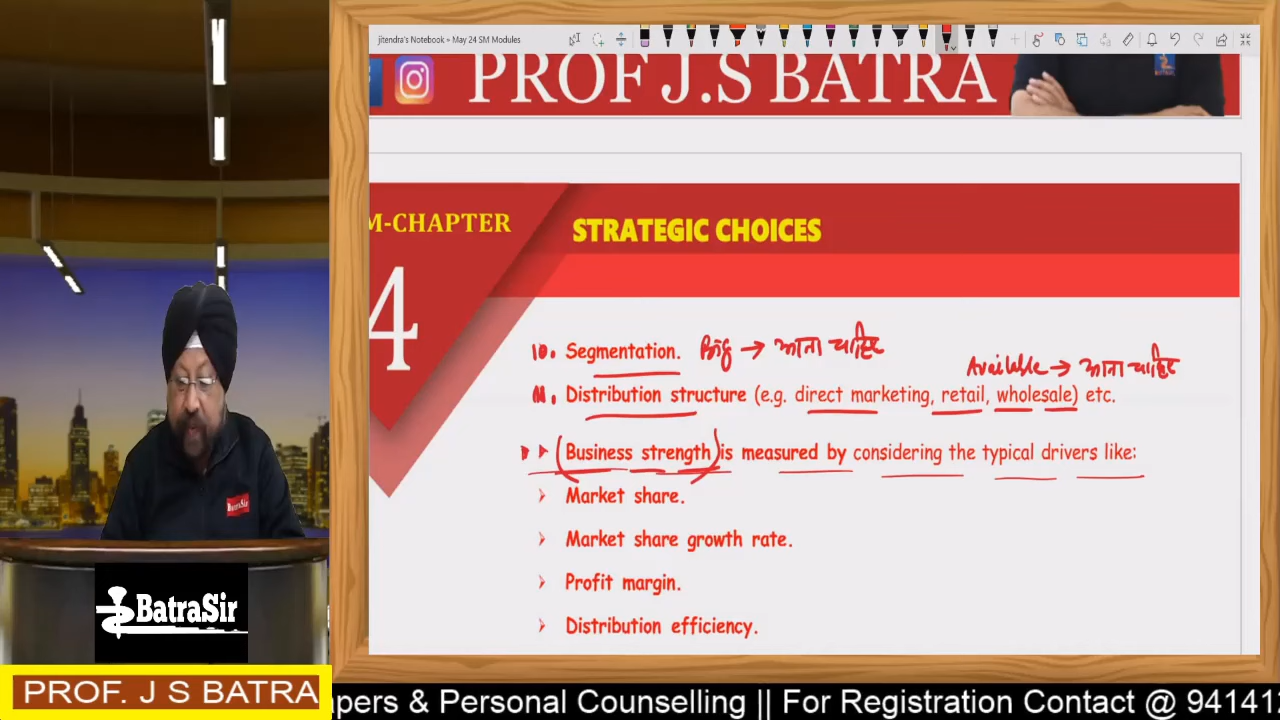 jitendra's Notebook » May 24 SM Modules
PROF J.S BATRA
M-CHAPTER
4
STRATEGIC CHOICES
10. Segmentation. Big → आना चाहिए
Available → आना चाहिए
11. Distribution structure (e.g. direct marketing, retail, wholesale) etc.
(Business strength) is measured by considering the typical drivers like:
Market share.
Market share growth rate.
Profit margin.
Distribution efficiency.
BatraSir
BatraSir
PROF. J S BATRA
apers & Personal Counselling || For Registration Contact @ 94141